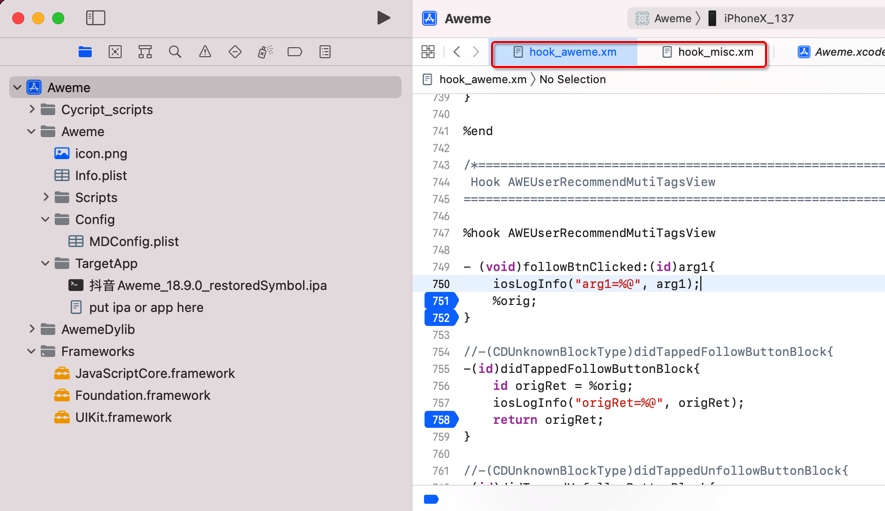 Aweme
Aweme 〉 iPhoneX_137
hook_aweme.xm
hook_misc.xm
Aweme.xcode
hook_aweme.xm 〉 No Selection
Aweme
Cycript_scripts
Aweme
icon.png
Info.plist
Scripts
Config
MDConfig.plist
TargetApp
抖音Aweme_18.9.0_restoredSymbol.ipa
put ipa or app here
AwemeDylib
Frameworks
JavaScriptCore.framework
Foundation.framework
UIKit.framework
739 }
740
741 %end
742
743 /*=======================================================
744 Hook AWEUserRecommendMutiTagsView
745 =========================================================
746
747 %hook AWEUserRecommendMutiTagsView
748
749 - (void)followBtnClicked:(id)arg1{
750     iosLogInfo("arg1=%@", arg1);
751     %orig;
752 }
753
754 //-(CDUnknownBlockType)didTappedFollowButtonBlock{
755 -(id)didTappedFollowButtonBlock{
756     id origRet = %orig;
757     iosLogInfo("origRet=%@", origRet);
758     return origRet;
759 }
760
761 //-(CDUnknownBlockType)didTappedUnfollowButtonBlock{